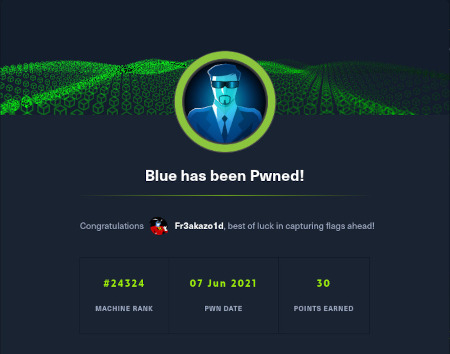 Blue has been Pwned!
Congratulations Fr3akazo1d, best of luck in capturing flags ahead!
#24324 07 Jun 2021 30
MACHINE RANK PWN DATE POINTS EARNED